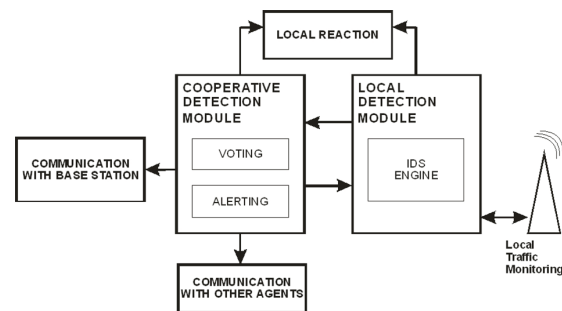 LOCAL REACTION
COOPERATIVE
DETECTION
MODULE
VOTING
ALERTING
LOCAL
DETECTION
MODULE
IDS
ENGINE
COMMUNICATION
WITH BASE STATION
Local
Traffic
Monitoring
COMMUNICATION
WITH OTHER AGENTS